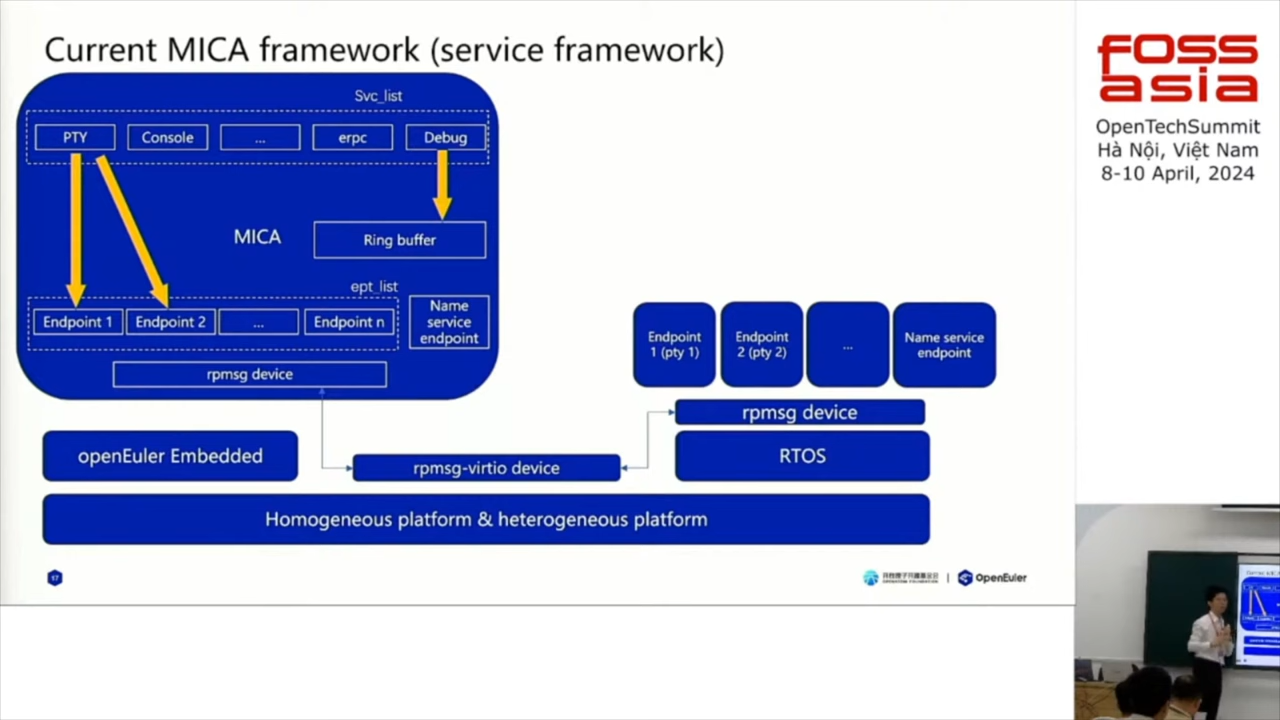 Current MICA framework (service framework)
Svc_list
PTY
Console
...
erpc
Debug
MICA
Ring buffer
ept_list
Endpoint 1
Endpoint 2
...
Endpoint n
Name
service
endpoint
rpmsg device
Endpoint
1 (pty 1)
Endpoint
2 (pty 2)
...
Name service
endpoint
rpmsg device
openEuler Embedded
rpmsg-virtio device
RTOS
Homogeneous platform & heterogeneous platform
57
OpenEuler
FOSS
asia
OpenTechSummit
Hà Nội, Việt Nam
8-10 April, 2024